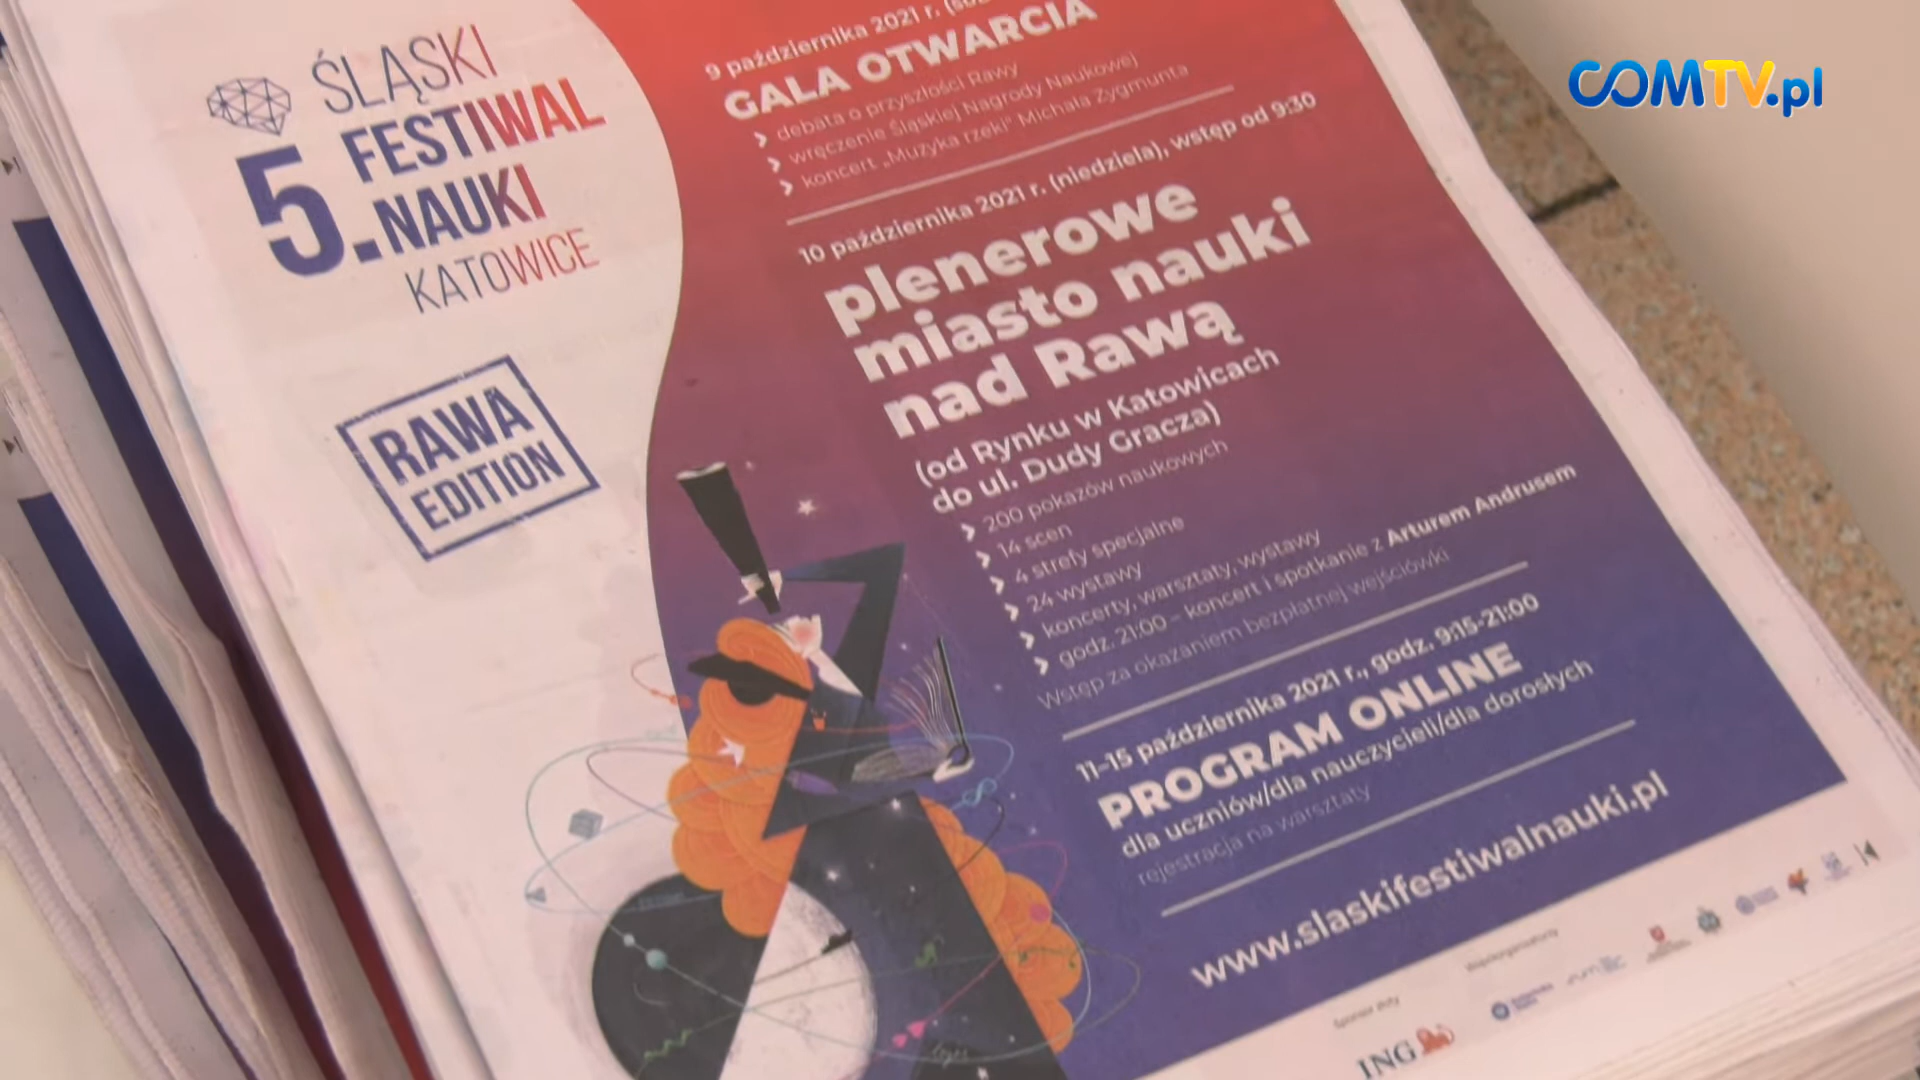 COMTV.pl
ŚLĄSKI
5. FESTIWAL
NAUKI
KATOWICE
RAWA
EDITION
9 października 2021 r.
GALA OTWARCIA
debata o przyszłości Rawy
wręczenie Śląskiej Nagrody Naukowej
koncert „Muzyka rzeki” Michała Zygmunta
10 października 2021 r. (niedziela), wstęp od 9:30
plenerowe
miasto nauki
nad Rawą
(od Rynku w Katowicach
do ul. Dudy Gracza)
200 pokazów naukowych
14 scen
4 strefy specjalne
24 wystawy
koncerty, warsztaty, wystawy
godz. 21:00 – koncert i spotkanie z Arturem Andrusem
Wstęp za okazaniem bezpłatnej wejściówki
11–15 października 2021 r., godz. 9:15-21:00
PROGRAM ONLINE
dla uczniów/dla nauczycieli/dla dorosłych
rejestracja na warsztaty
www.slaskifestiwalnauki.pl
Współorganizatorzy
Sponsor złoty
ING